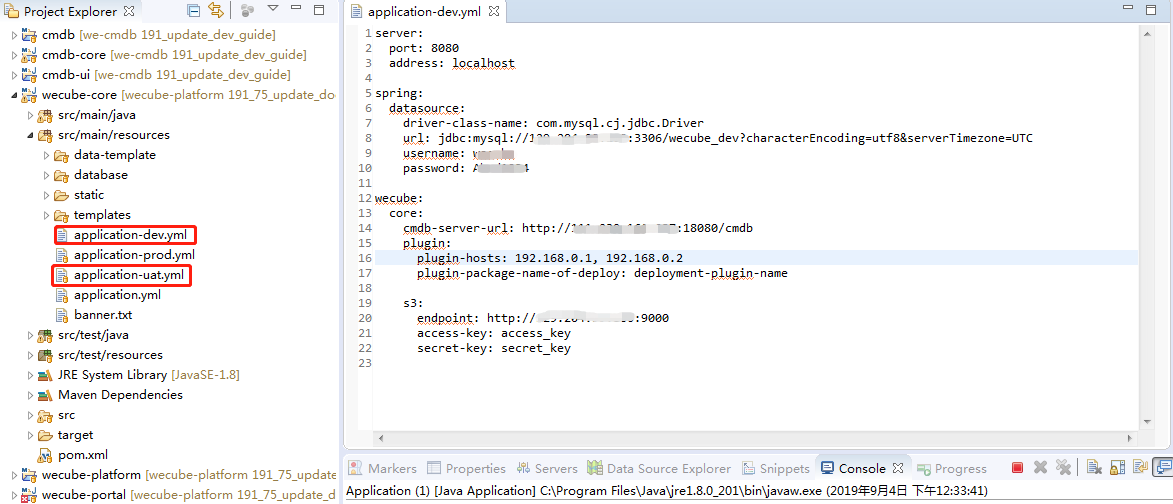 Project Explorer
cmdb [we-cmdb 191_update_dev_guide]
cmdb-core [we-cmdb 191_update_dev_guide]
cmdb-ui [we-cmdb 191_update_dev_guide]
wecube-core [wecube-platform 191_75_update_do
src/main/java
src/main/resources
data-template
database
static
templates
application-dev.yml
application-prod.yml
application-uat.yml
application.yml
banner.txt
src/test/java
src/test/resources
JRE System Library [JavaSE-1.8]
Maven Dependencies
src
target
pom.xml
wecube-platform [wecube-platform 191_75_update
wecube-portal [wecube-platform 191_75_update_d
application-dev.yml
1 server:
2 port: 8080
3 address: localhost
4
5 spring:
6 datasource:
7 driver-class-name: com.mysql.cj.jdbc.Driver
8 url: jdbc:mysql:// :3306/wecube_dev?characterEncoding=utf8&serverTimezone=UTC
9 username:
10 password:
11
12 wecube:
13 core:
14 cmdb-server-url: http:// :18080/cmdb
15 plugin:
16 plugin-hosts: 192.168.0.1, 192.168.0.2
17 plugin-package-name-of-deploy: deployment-plugin-name
18
19 s3:
20 endpoint: http:// :9000
21 access-key: access_key
22 secret-key: secret_key
23
Markers Properties Servers Data Source Explorer Snippets Console Progress
Application (1) [Java Application] C:\Program Files\Java\jre1.8.0_201\bin\javaw.exe (2019年9月4日 下午12:33:41)